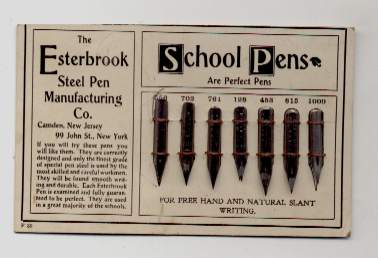 The
Esterbrook
Steel Pen
Manufacturing
Co.
Camden, New Jersey
99 John St., New York
If you will try these pens you
will like them. They are correctly
designed and only the finest grade
of special pen steel is used by the
most skilled and careful workmen.
They will be found smooth writ-
ing and durable. Each Esterbrook
Pen is examined and fully guaran-
teed to be perfect. They are used
in a great majority of the schools.
School Pens
Are Perfect Pens
702 761 453 1000
FOR FREE HAND AND NATURAL SLANT
WRITING.